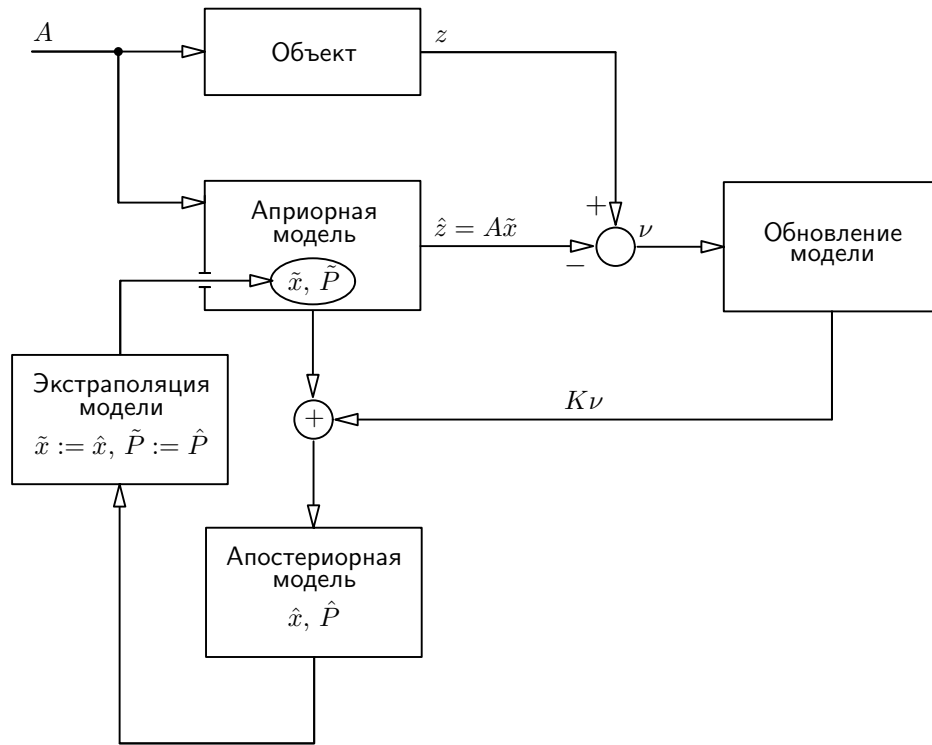 A
Объект
z
Априорная
модель
x̃, P̃
ẑ = Ax̃
+
−
ν
Обновление
модели
Экстраполяция
модели
x̃ := x̂, P̃ := P̂
+
Kν
Апостериорная
модель
x̂, P̂